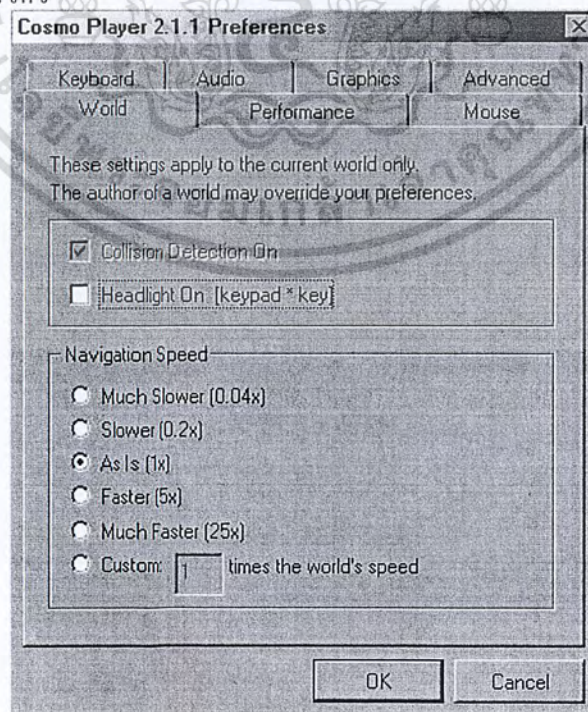 Cosmo Player 2.1.1 Preferences
Keyboard Audio Graphics Advanced
World Performance Mouse
These settings apply to the current world only.
The author of a world may override your preferences.
Collision Detection On
Headlight On [keypad * key]
Navigation Speed
Much Slower (0.04x)
Slower (0.2x)
As Is (1x)
Faster (5x)
Much Faster (25x)
Custom: 1 times the world's speed
OK Cancel